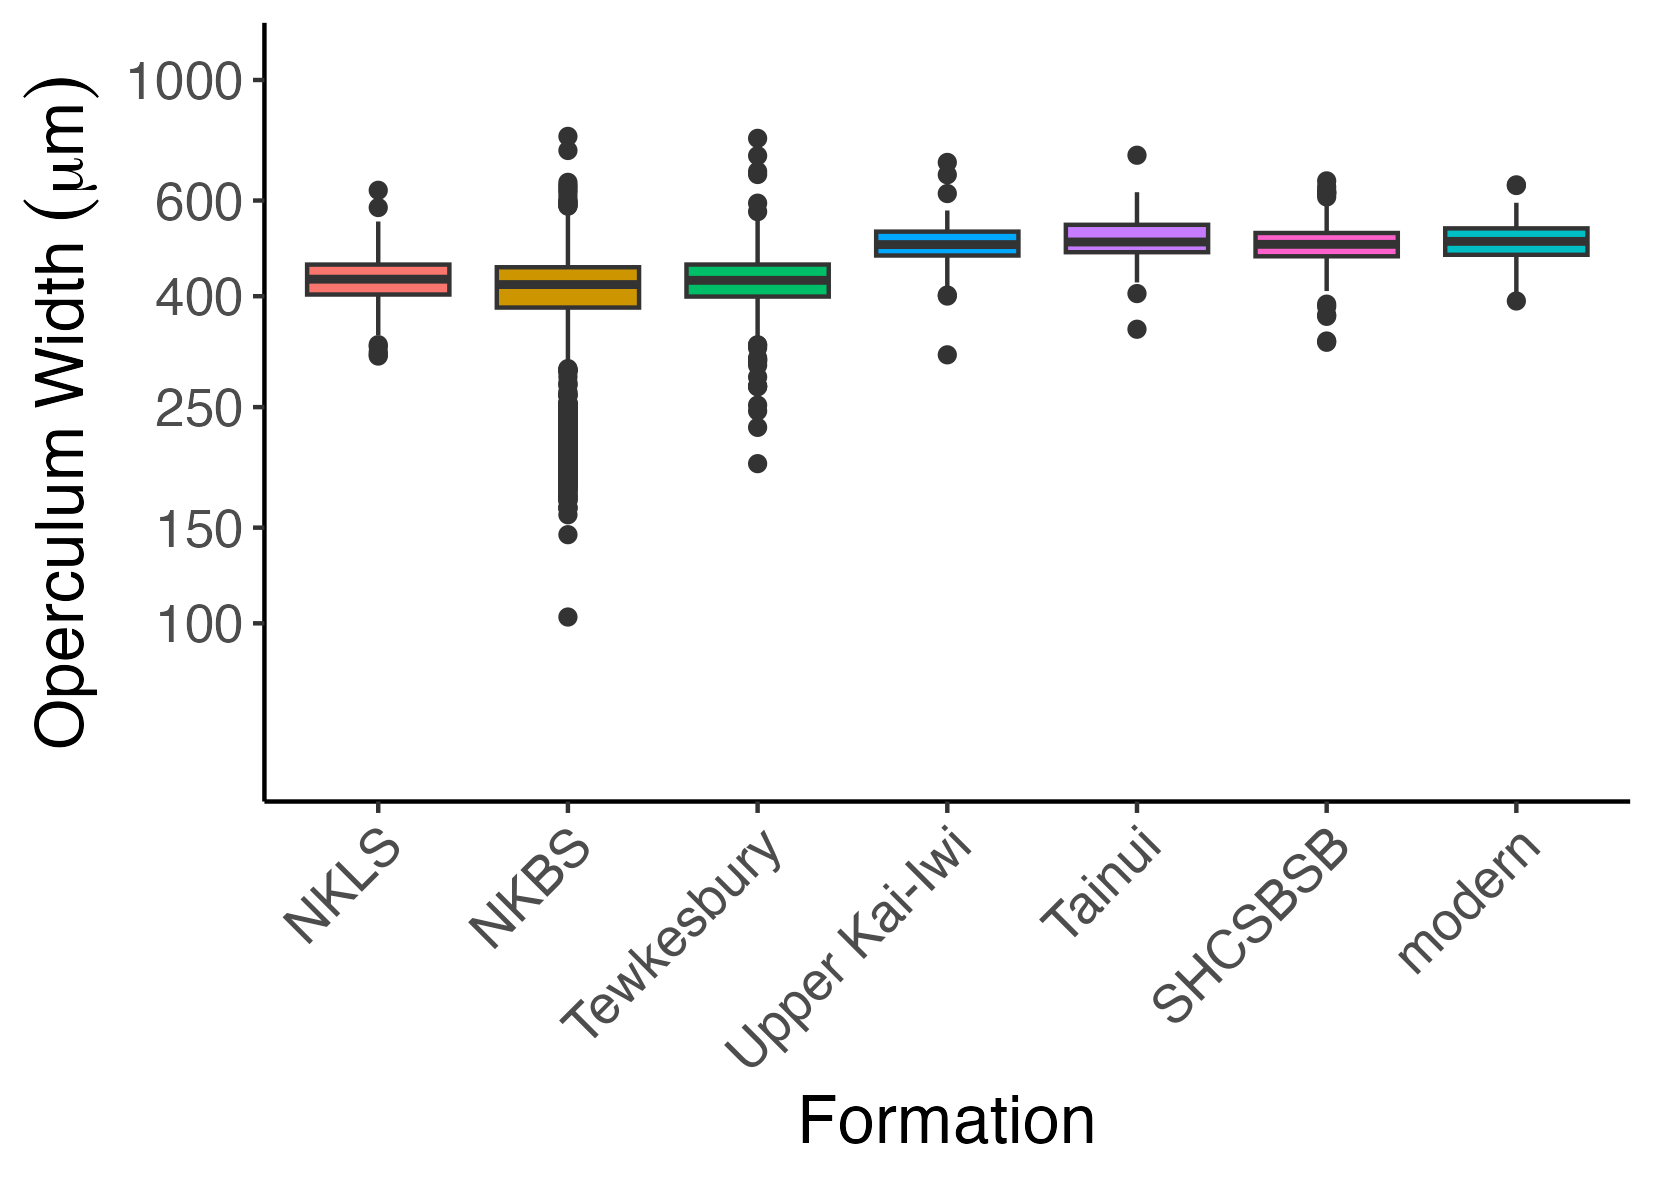 Operculum Width (μm)
1000
600
400
250
150
100
NKLS
NKBS
Tewkesbury
Upper Kai-Iwi
Tainui
SHCSBSB
modern
Formation